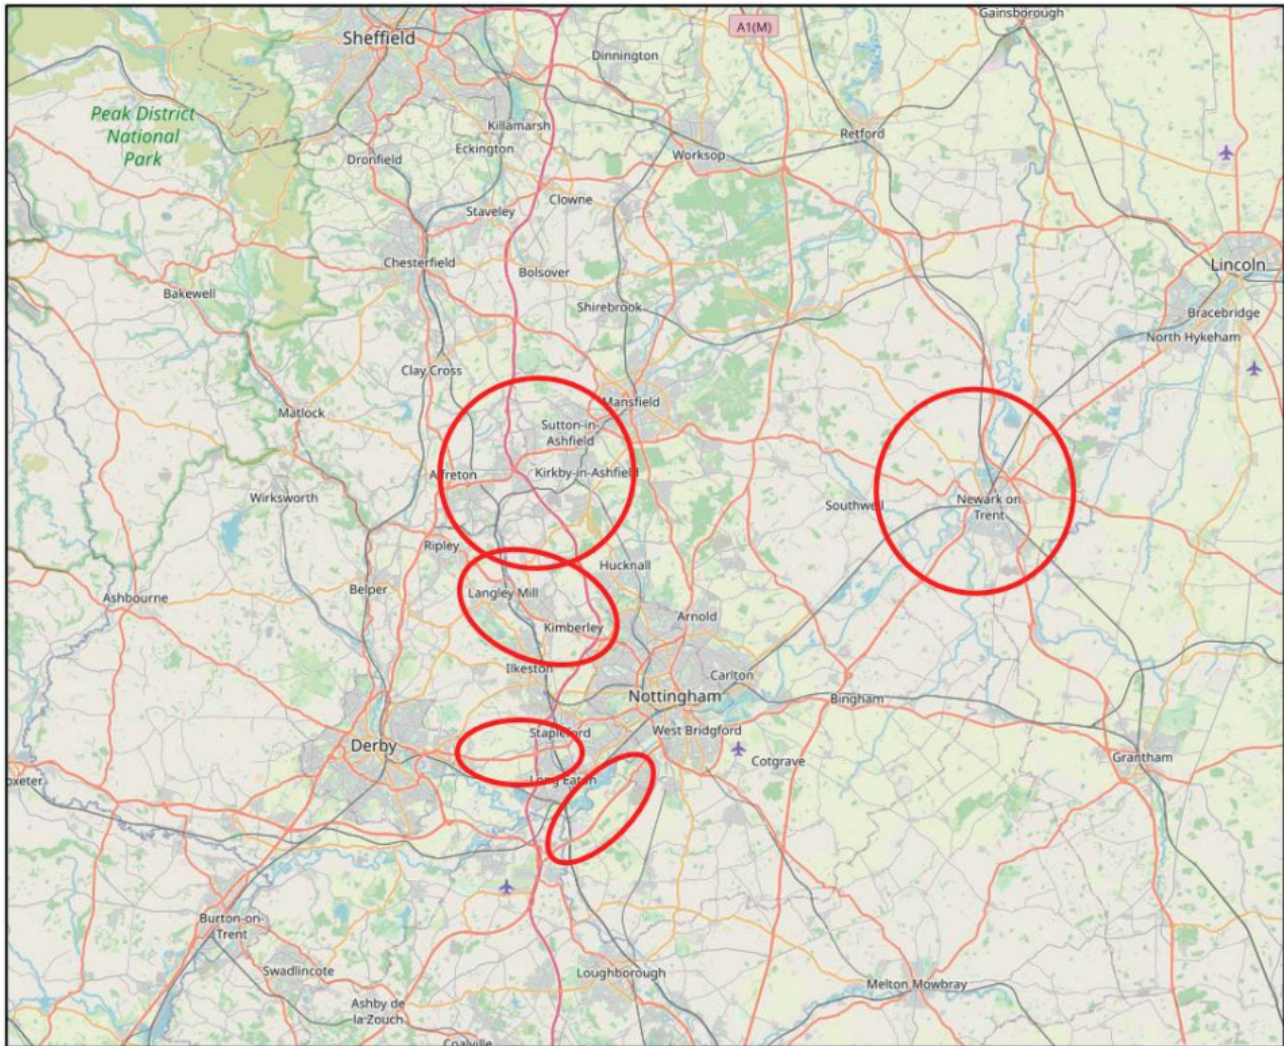 Gainsborough
A1(M)
Sheffield
Dinnington
Peak District
National
Park
Killamarsh
Retford
Eckington
Worksop
Dronfield
Clowne
Staveley
Chesterfield
Lincoln
Bolsover
Bakewell
Shirebrook
Bracebridge
North Hykeham
Clay Cross
Matlock
Mansfield
Sutton-in-
Ashfield
Alfreton
Kirkby-in-Ashfield
Wirksworth
Southwell
Newark on
Trent
Ripley
Hucknall
Belper
Langley Mill
Ashbourne
Arnold
Kimberley
Ilkeston
Carlton
Nottingham
Bingham
Stapleford
West Bridgford
Derby
Cotgrave
Grantham
oxeter
Long Eaton
Burton-on-
Trent
Swadlincote
Loughborough
Melton Mowbray
Ashby de
la Zouch
Coalville